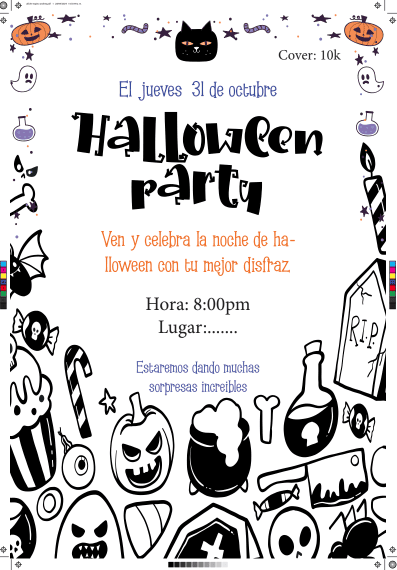 Cover: 10k
El jueves 31 de octubre
Halloween
party
Ven y celebra la noche de ha-
lloween con tu mejor disfraz.
Hora: 8:00pm
Lugar:.......
R.I.P.
Estaremos dando muchas
sorpresas increibles